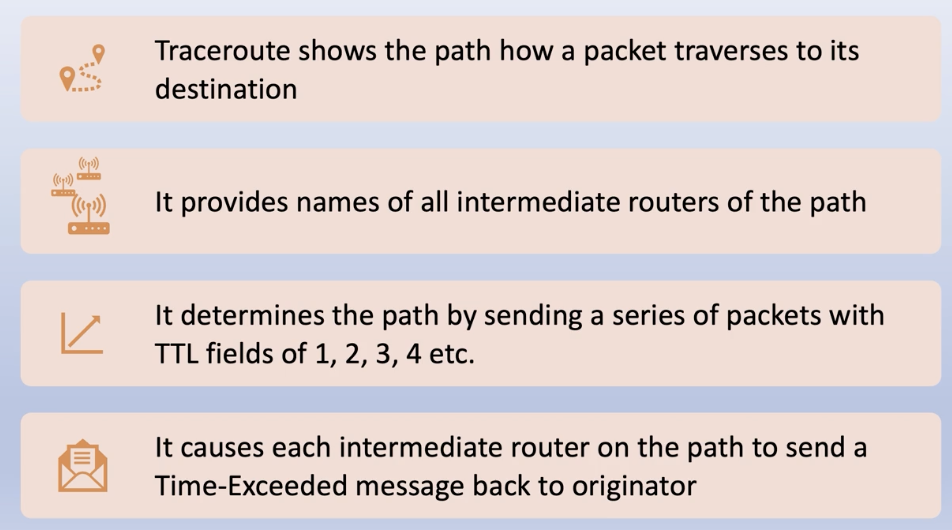 Traceroute shows the path how a packet traverses to its
destination
It provides names of all intermediate routers of the path
It determines the path by sending a series of packets with
TTL fields of 1, 2, 3, 4 etc.
It causes each intermediate router on the path to send a
Time-Exceeded message back to originator